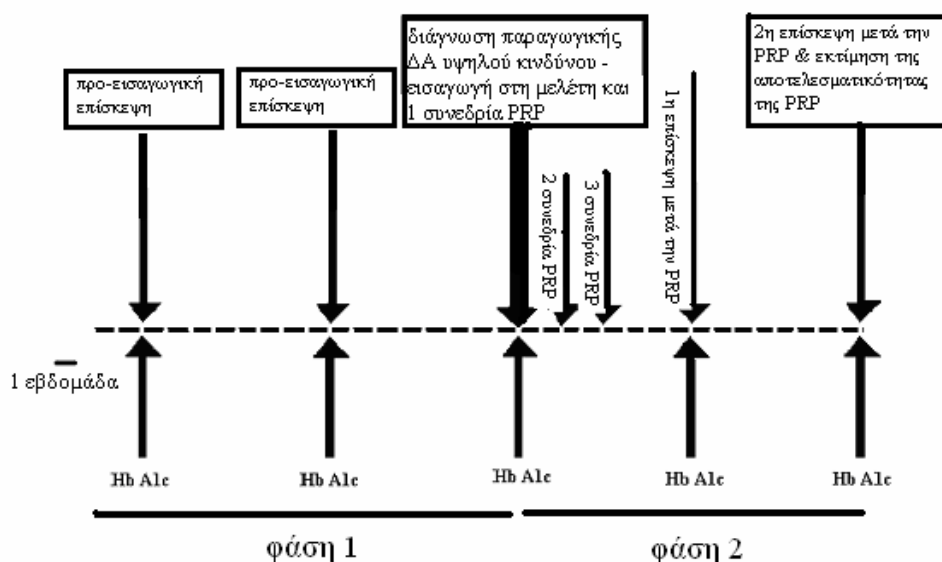 προ-εισαγωγική
επίσκεψη
προ-εισαγωγική
επίσκεψη
διάγνωση παραγωγικής
ΔΑ υψηλού κινδύνου -
εισαγωγή στη μελέτη και
1 συνεδρία PRP
2 συνεδρία PRP
3 συνεδρία PRP
1η επίσκεψη μετά την PRP
2η επίσκεψη μετά την
PRP & εκτίμηση της
αποτελεσματικότητας
της PRP
1 εβδομάδα
Hb A1c
Hb A1c
Hb A1c
Hb A1c
Hb A1c
φάση 1
φάση 2